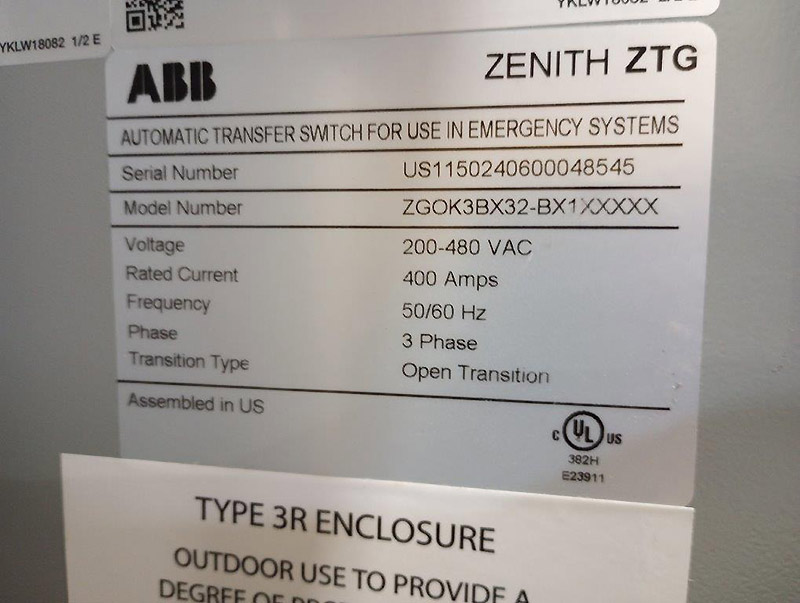 YKLW18082 1/2 E
ABB
ZENITH ZTG
AUTOMATIC TRANSFER SWITCH FOR USE IN EMERGENCY SYSTEMS
Serial Number US1150240600048545
Model Number ZGOK3BX32-BX1XXXXX
Voltage 200-480 VAC
Rated Current 400 Amps
Frequency 50/60 Hz
Phase 3 Phase
Transition Type Open Transition
Assembled in US
C UL US
382H
E23911
TYPE 3R ENCLOSURE
OUTDOOR USE TO PROVIDE A
DEGREE OF